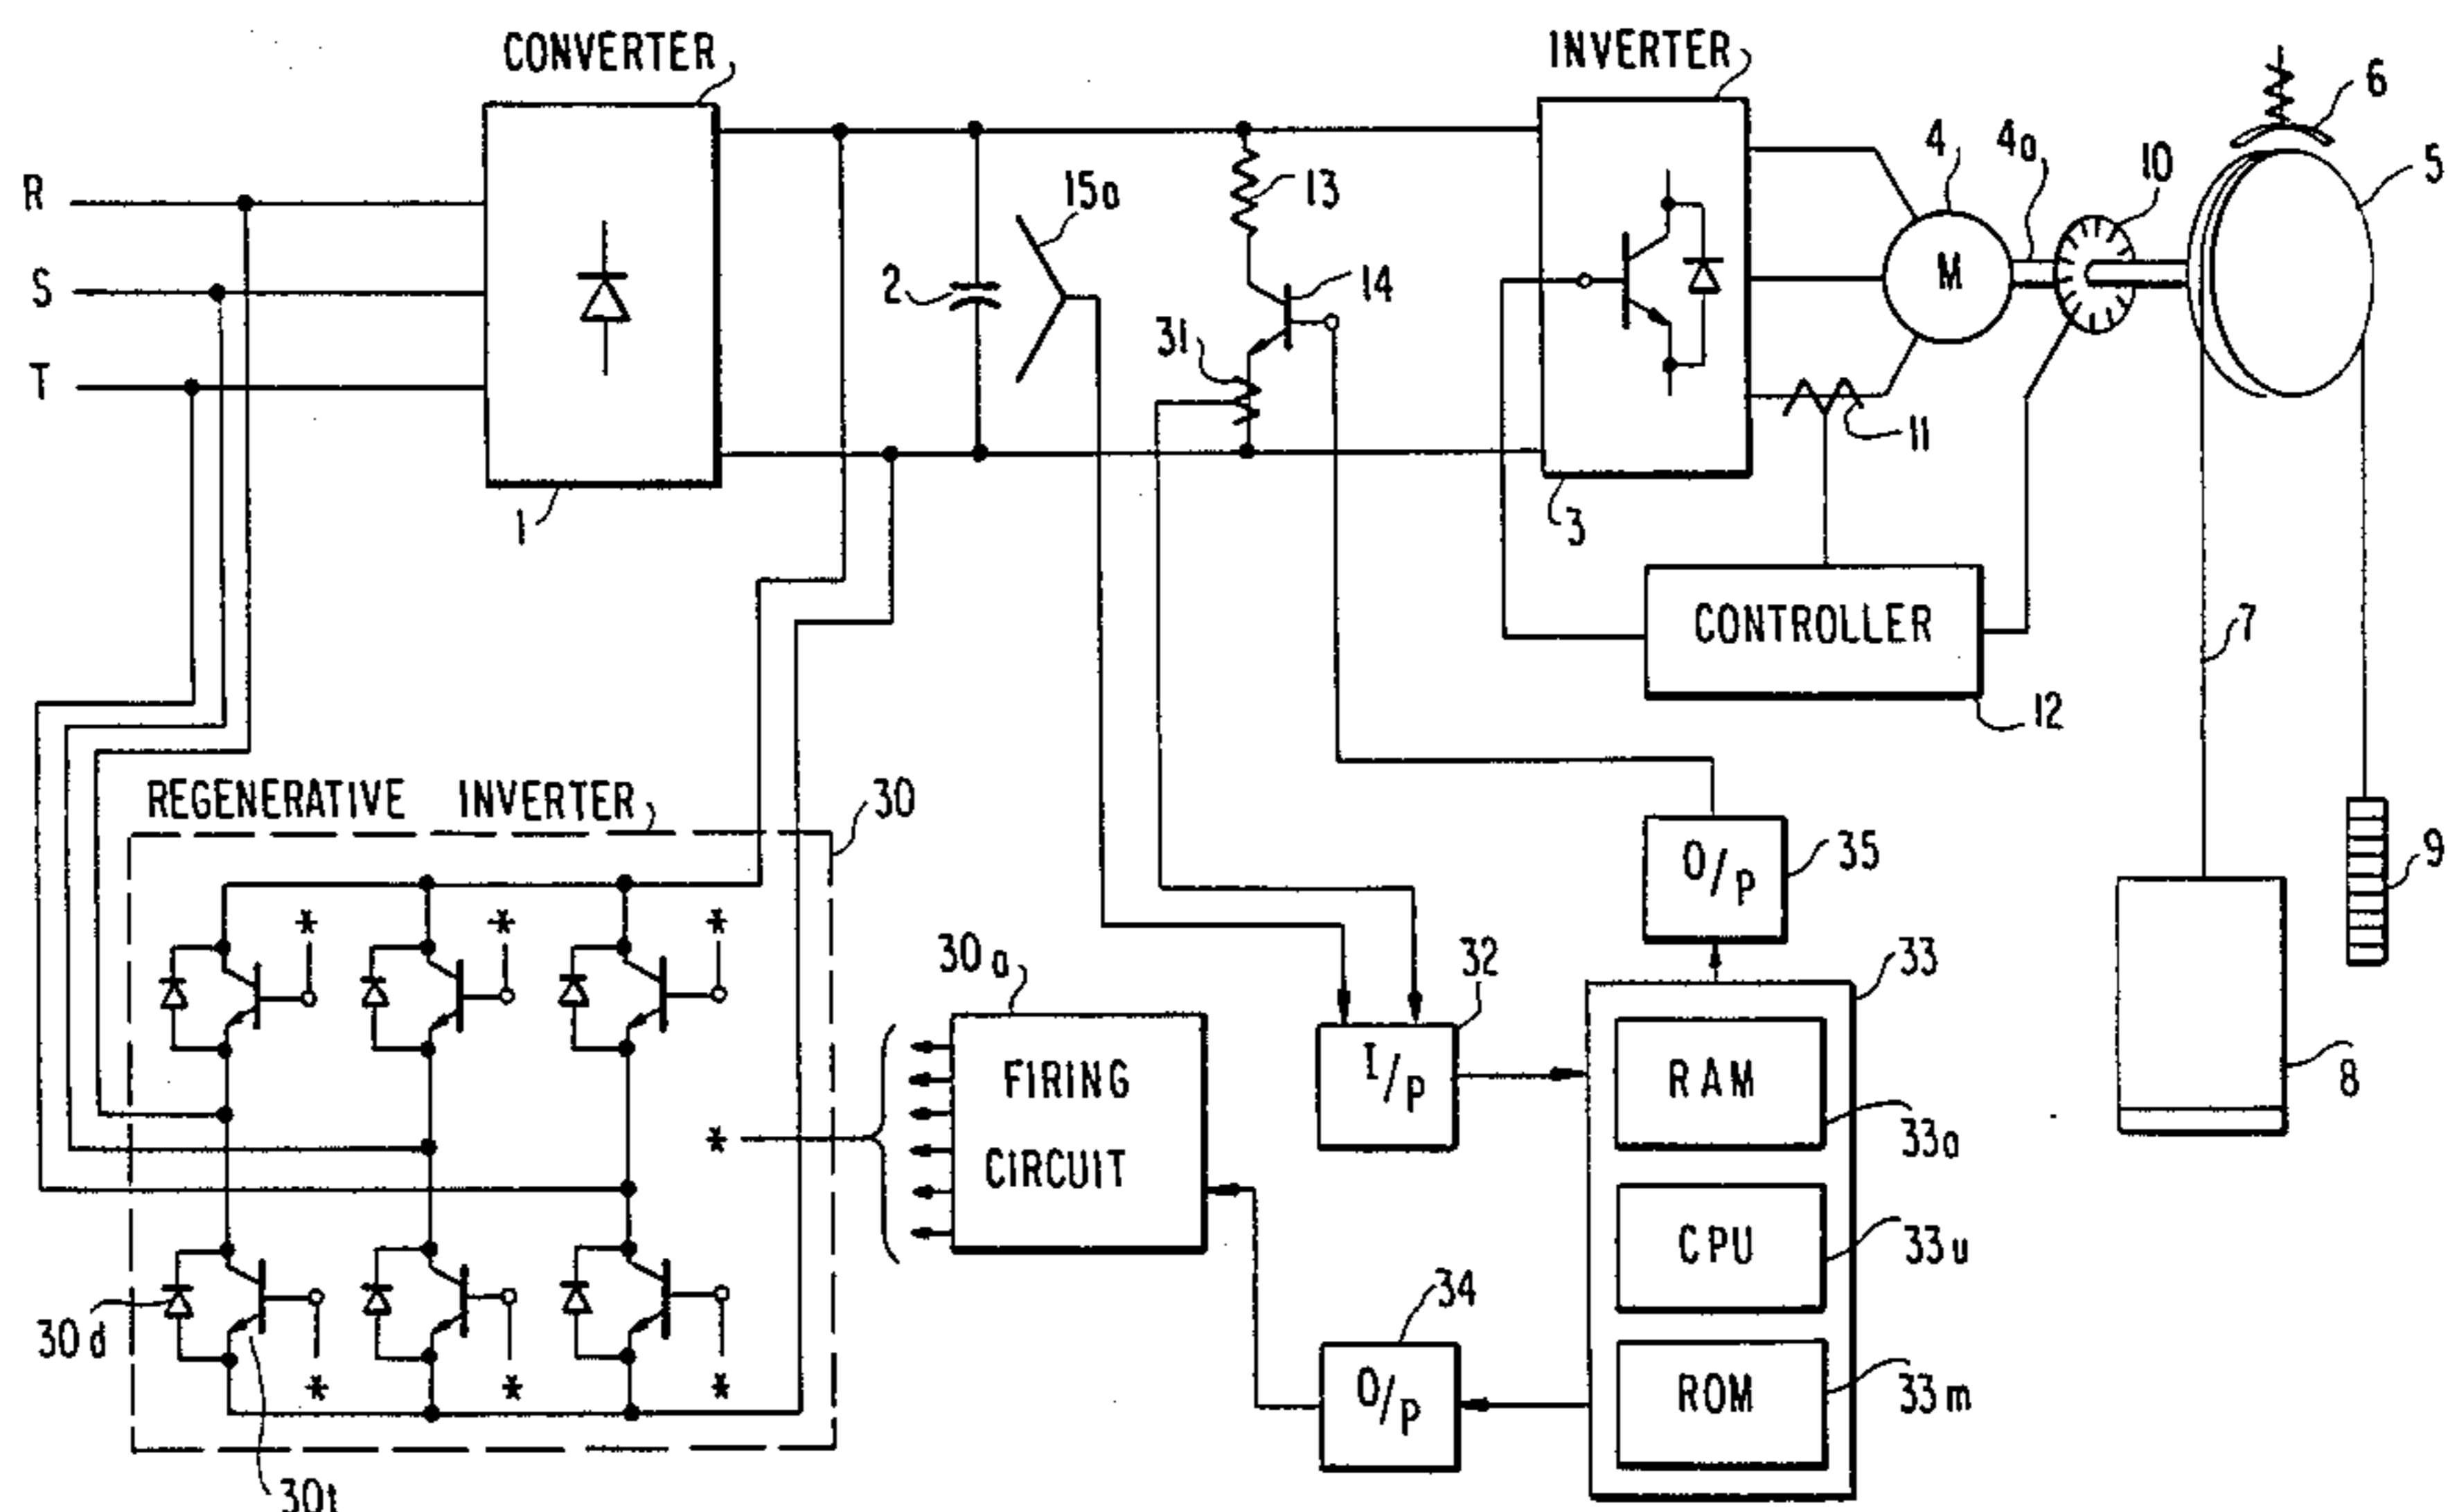 CONVERTER
INVERTER
6
R
S
T
1
2
15a
13
14
31
3
M
4
4a
10
5
11
CONTROLLER
12
7
REGENERATIVE INVERTER
30
O/P
35
9
*
*
*
30a
32
33
FIRING
CIRCUIT
*
I/P
RAM
33a
8
CPU
33u
34
30d
O/P
ROM
33m
*
*
*
30t